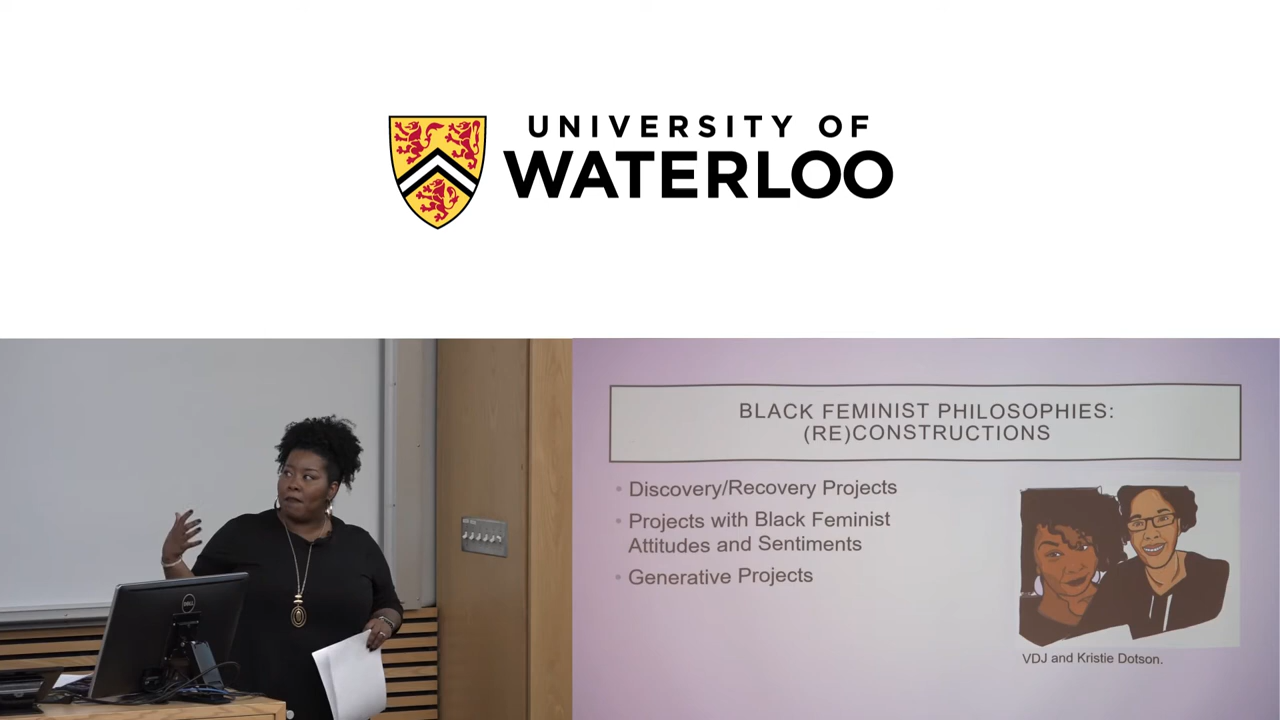 UNIVERSITY OF
WATERLOO
BLACK FEMINIST PHILOSOPHIES:
(RE)CONSTRUCTIONS
• Discovery/Recovery Projects
• Projects with Black Feminist
Attitudes and Sentiments
• Generative Projects
VDJ and Kristie Dotson.
DELL